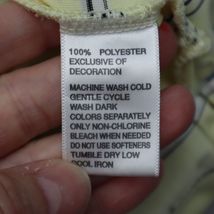 100% POLYESTER
EXCLUSIVE OF
DECORATION
MACHINE WASH COLD
GENTLE CYCLE
WASH DARK
COLORS SEPARATELY
ONLY NON-CHLORINE
BLEACH WHEN NEEDED
DO NOT USE SOFTENERS
TUMBLE DRY LOW
COOL IRON